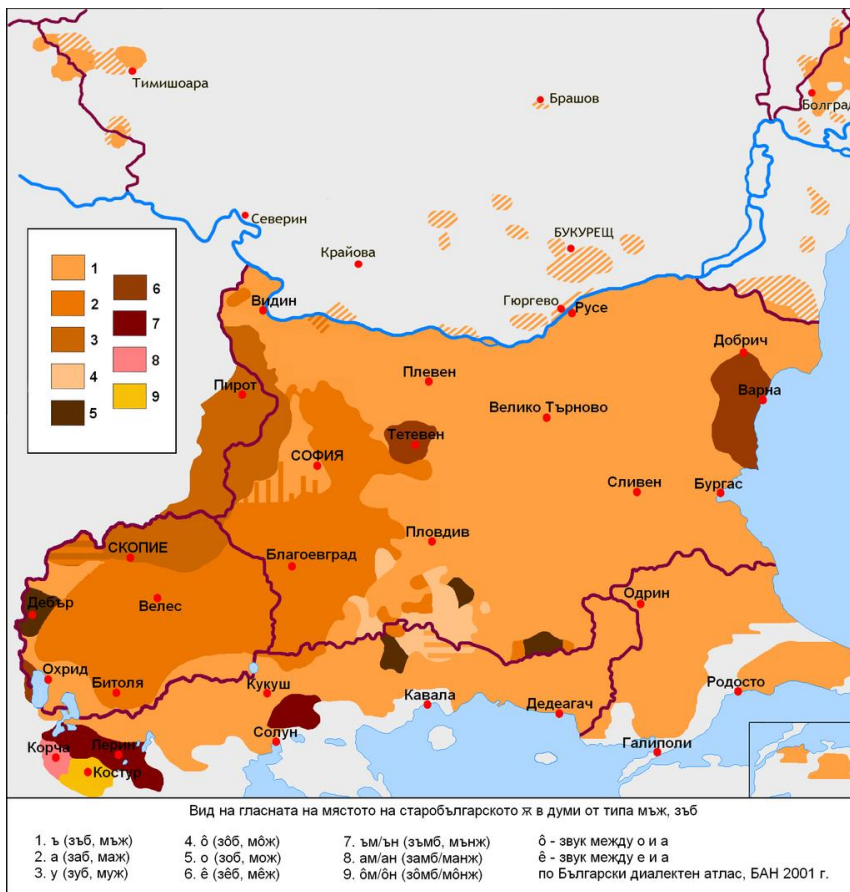 Тимишоара
Брашов
Болград
Северин
БУКУРЕЩ
Крайова
1
2
3
4
5
6
7
8
9
Видин
Гюргево
Русе
Добрич
Пирот
Плевен
Варна
Велико Търново
Тетевен
СОФИЯ
Сливен
Бургас
Пловдив
СКОПИЕ
Благоевград
Дебър
Велес
Одрин
Охрид
Битоля
Кукуш
Кавала
Дедеагач
Родосто
Солун
Галиполи
Корча
Лерин
Костур
Вид на гласната на мястото на старобългарското ѫ в думи от типа мъж, зъб
1. ъ (зъб, мъж)
2. а (заб, маж)
3. у (зуб, муж)
4. ô (зôб, мôж)
5. о (зоб, мож)
6. ê (зêб, мêж)
7. ъм/ън (зъмб, мънж)
8. ам/ан (замб/манж)
9. ôм/ôн (зôмб/мôнж)
ô - звук между о и а
ê - звук между е и а
по Български диалектен атлас, БАН 2001 г.